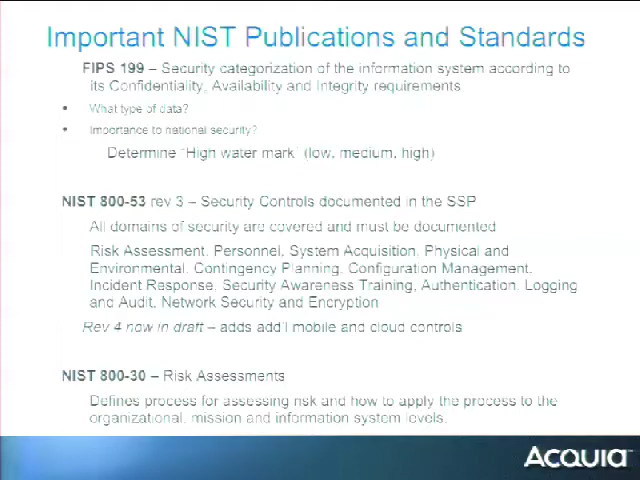 Important NIST Publications and Standards
FIPS 199 – Security categorization of the information system according to
its Confidentiality, Availability and Integrity requirements
• What type of data?
• Importance to national security?
Determine "High water mark" (low, medium, high)
NIST 800-53 rev 3 – Security Controls documented in the SSP
All domains of security are covered and must be documented
Risk Assessment, Personnel, System Acquisition, Physical and
Environmental, Contingency Planning, Configuration Management,
Incident Response, Security Awareness Training, Authentication, Logging
and Audit, Network Security and Encryption
Rev 4 now in draft – adds add'l mobile and cloud controls
NIST 800-30 – Risk Assessments
Defines process for assessing risk and how to apply the process to the
organizational, mission and information system levels.
ACQUIA